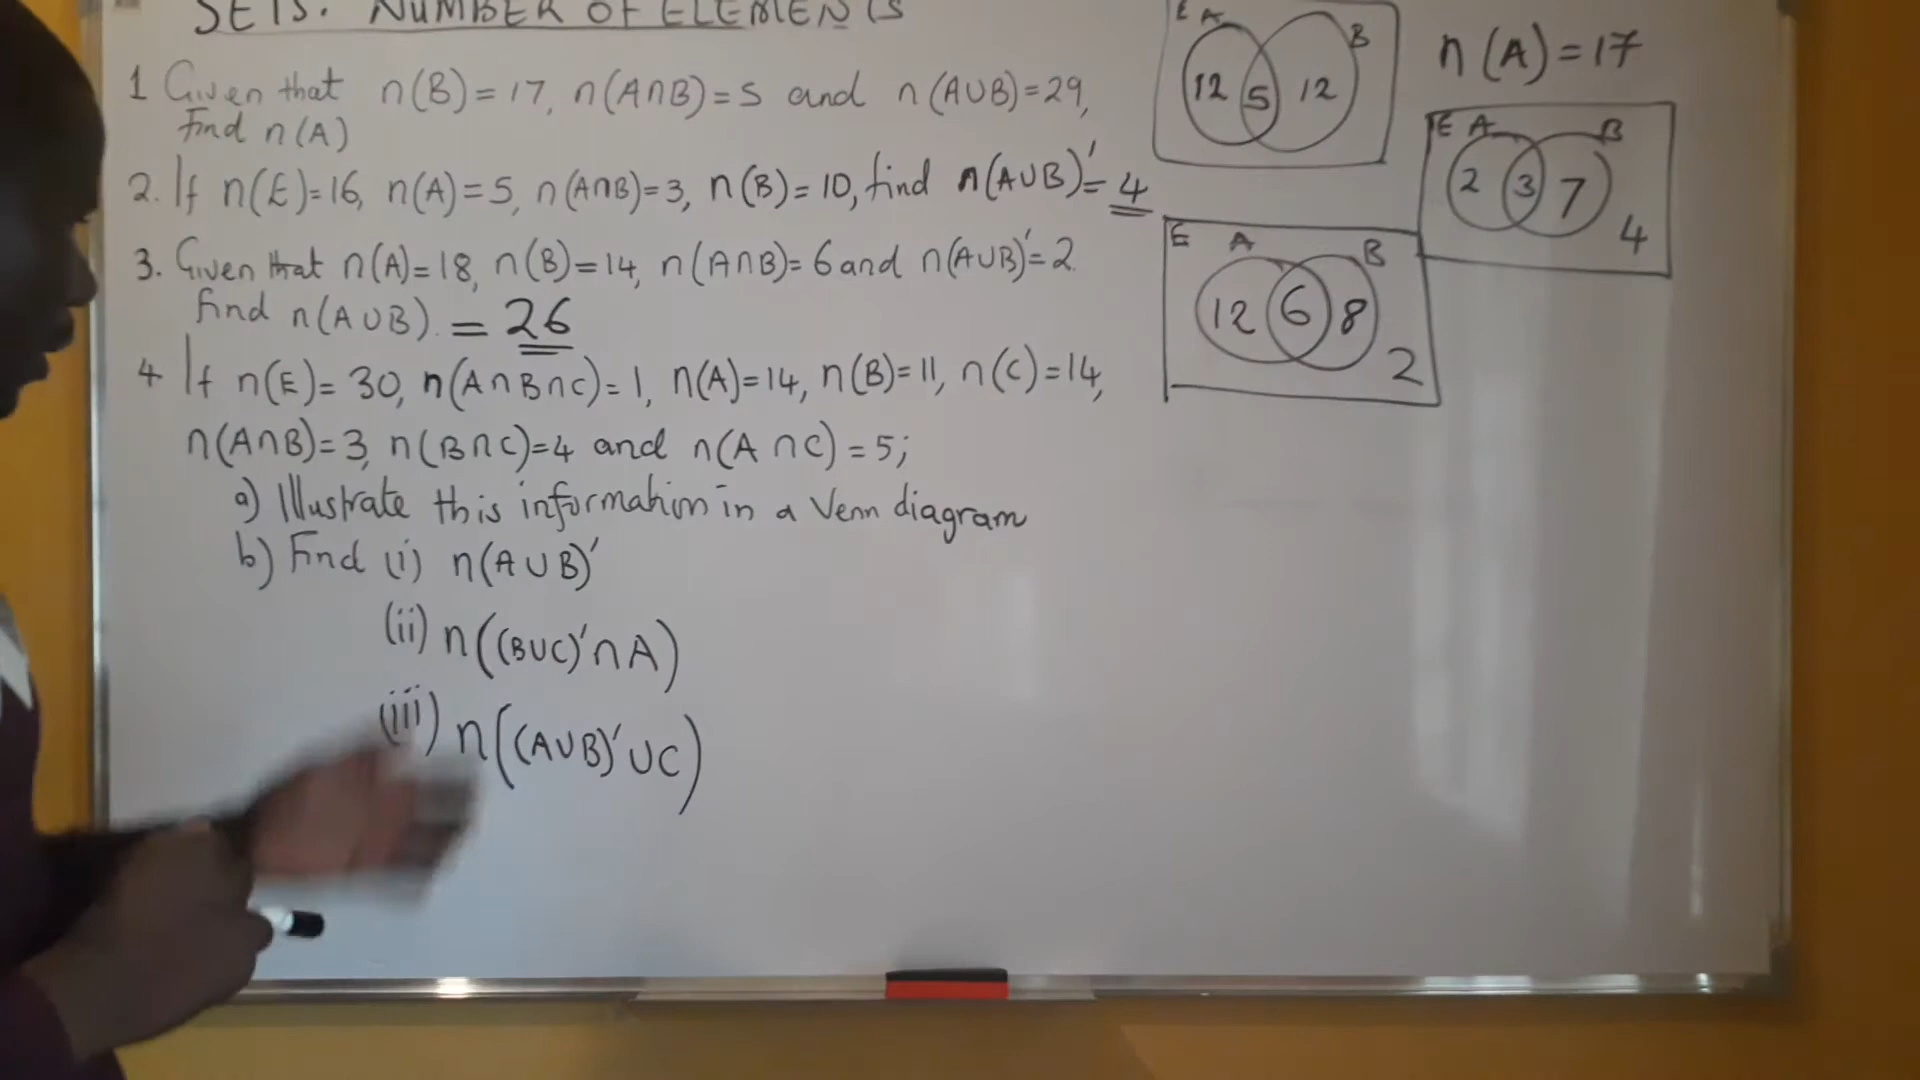 SETS: NUMBER OF ELEMENTS
1 Given that n(B)=17, n(A∩B)=5 and n(A∪B)=29,
Find n(A)
2. If n(E)=16, n(A)=5, n(A∩B)=3, n(B)=10, find n(A∪B)'=4
3. Given that n(A)=18, n(B)=14, n(A∩B)=6 and n(A∪B)'=2.
Find n(A∪B). = 26
4 If n(E)=30, n(A∩B∩C)=1, n(A)=14, n(B)=11, n(C)=14,
n(A∩B)=3, n(B∩C)=4 and n(A∩C)=5;
a) Illustrate this information in a Venn diagram
b) Find (i) n(A∪B)'
(ii) n((B∪C)'∩A)
(iii) n((A∪B)'∪C)
E A B
12 5 12
n(A)=17
E A B
2 3 7
4
E A B
12 6 8
2